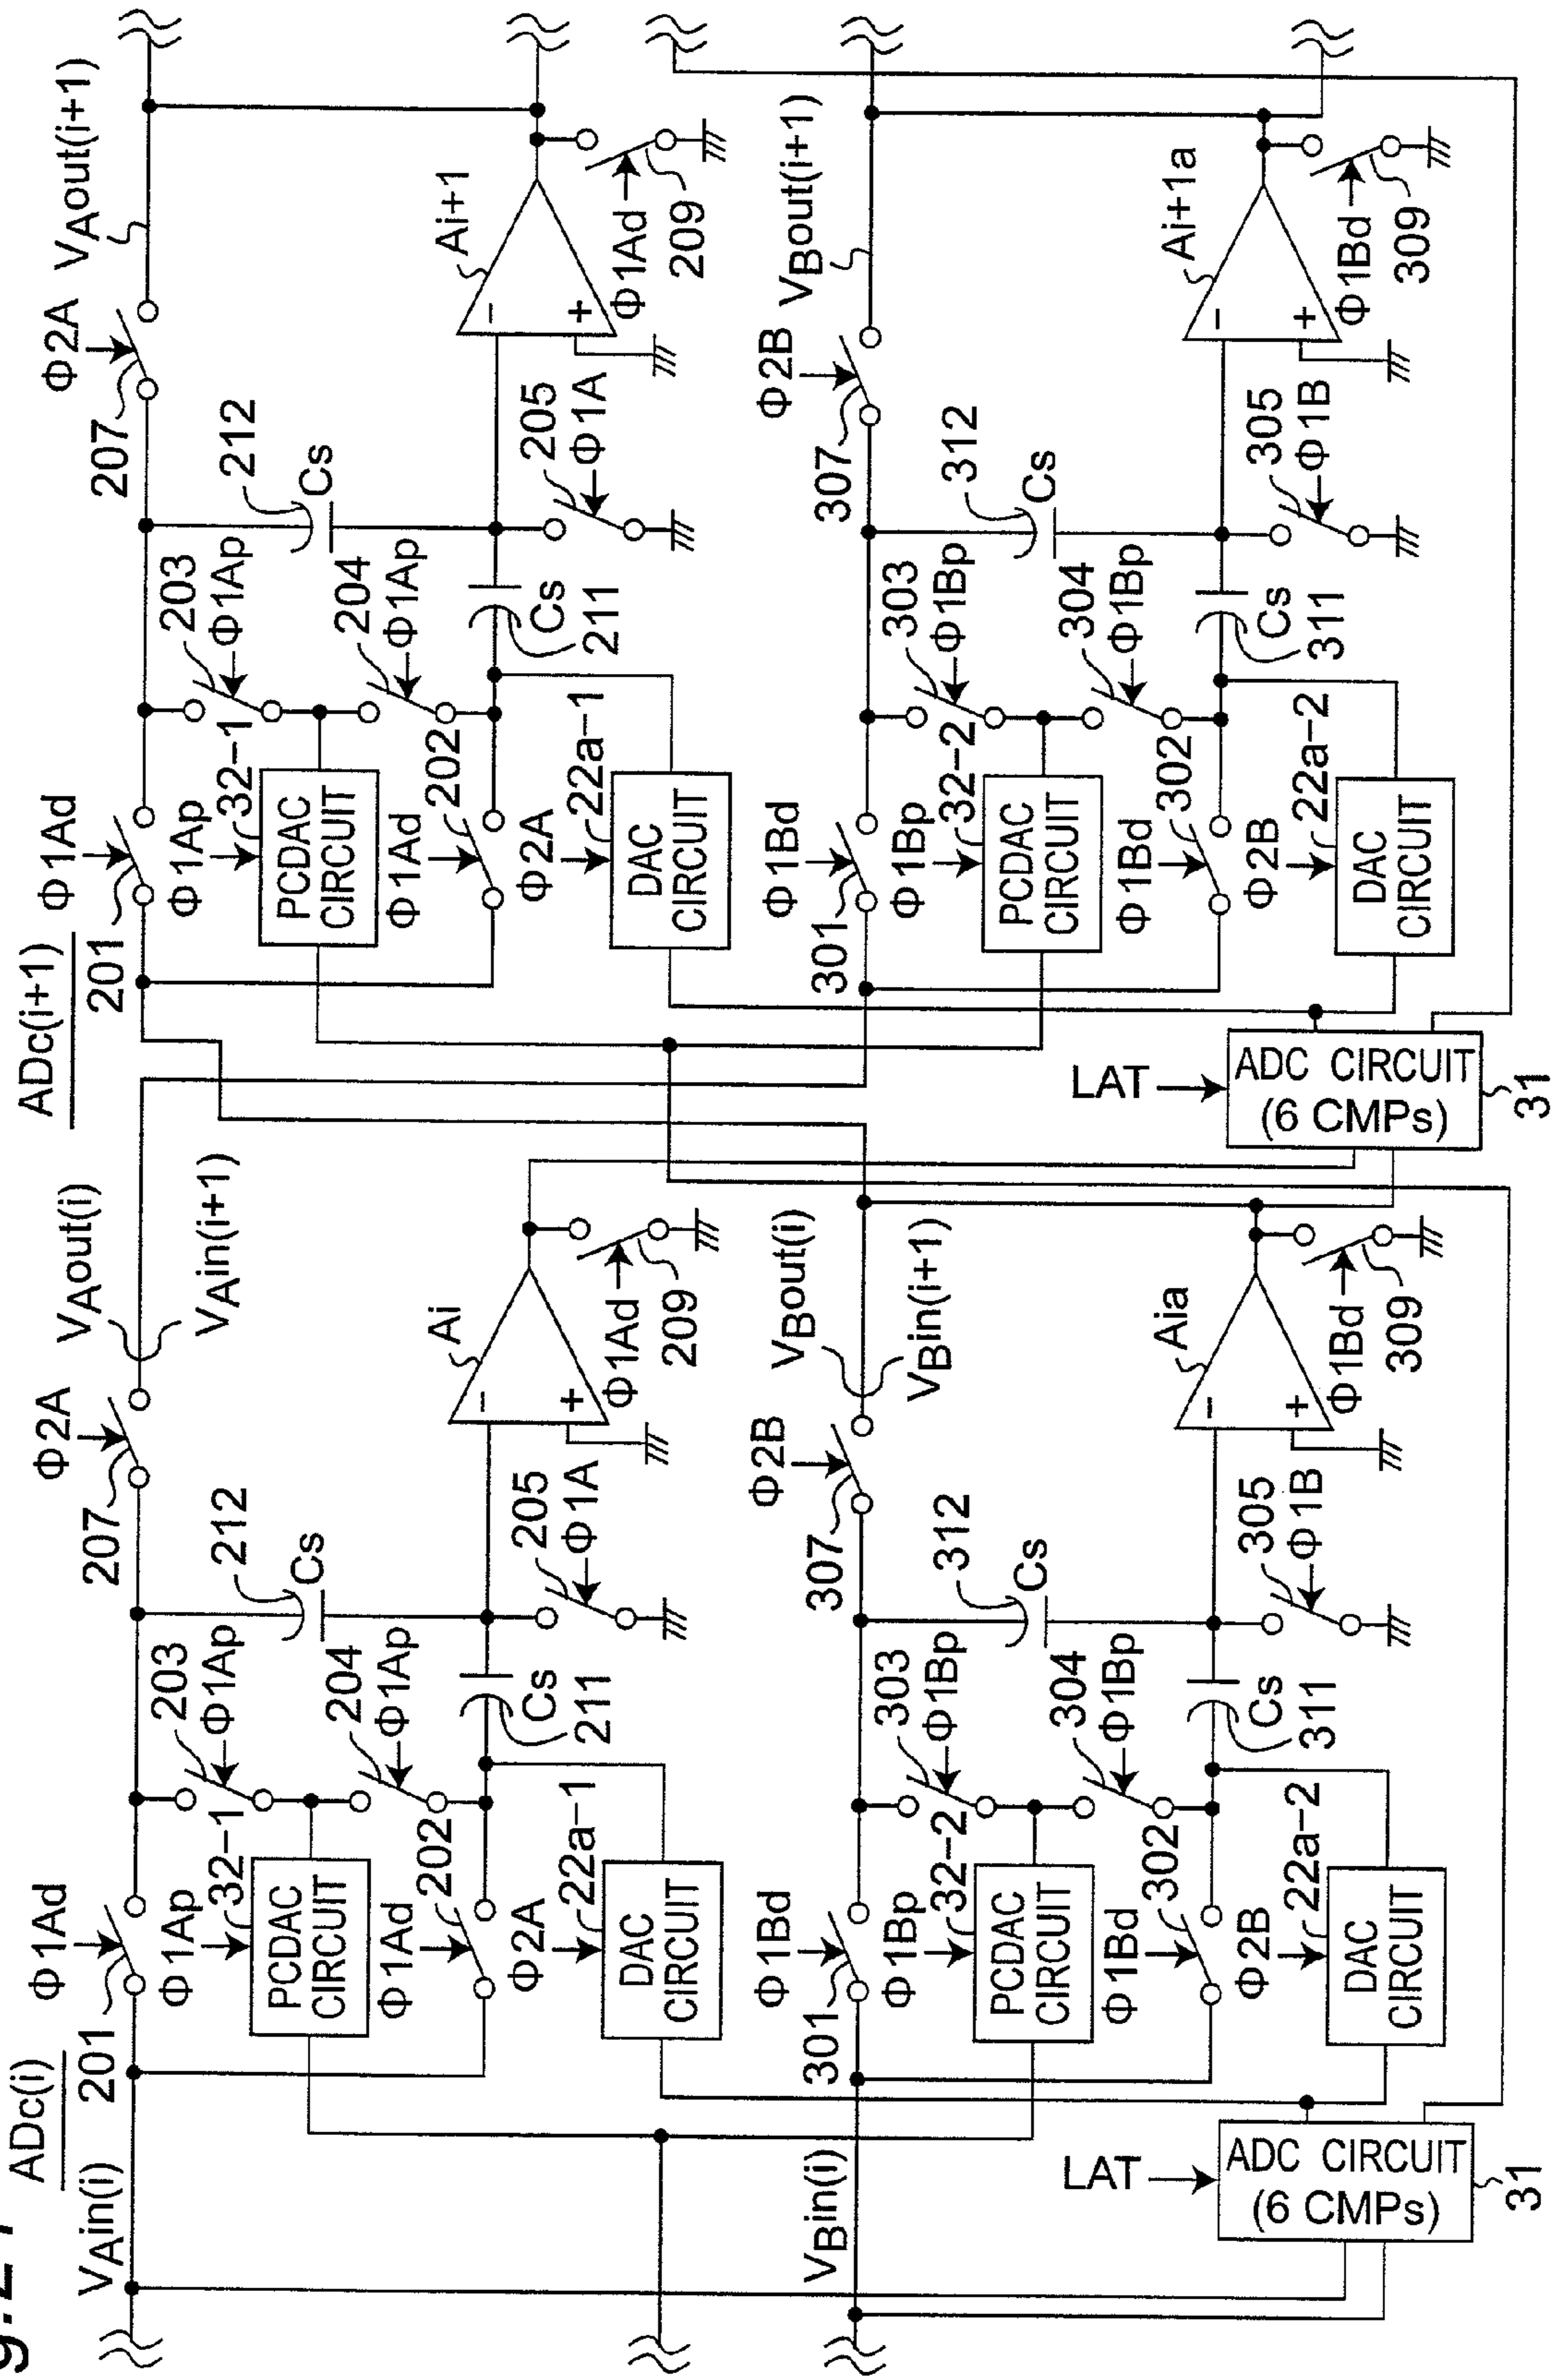 ADc(i)
VAin(i)
201
Φ1Ad
Φ1Ap
32-1
PCDAC
CIRCUIT
203
Φ1Ap
204
Φ1Ap
Φ1Ad
202
Φ2A
22a-1
DAC
CIRCUIT
Cs
211
212
Cs
207
Φ2A
205
Φ1A
Ai
-
+
Φ1Ad
209
VAout(i)
VAin(i+1)
VBin(i)
301
Φ1Bd
Φ1Bp
32-2
PCDAC
CIRCUIT
303
Φ1Bp
304
Φ1Bp
Φ1Bd
302
Φ2B
22a-2
DAC
CIRCUIT
Cs
311
312
Cs
307
Φ2B
305
Φ1B
Aia
-
+
Φ1Bd
309
VBout(i)
VBin(i+1)
LAT
ADC CIRCUIT
(6 CMPs)
31
ADc(i+1)
201
Φ1Ad
Φ1Ap
32-1
PCDAC
CIRCUIT
203
Φ1Ap
204
Φ1Ap
Φ1Ad
202
Φ2A
22a-1
DAC
CIRCUIT
Cs
211
212
Cs
207
Φ2A
205
Φ1A
Ai+1
-
+
Φ1Ad
209
VAout(i+1)
301
Φ1Bd
Φ1Bp
32-2
PCDAC
CIRCUIT
303
Φ1Bp
304
Φ1Bp
Φ1Bd
302
Φ2B
22a-2
DAC
CIRCUIT
Cs
311
312
Cs
307
Φ2B
305
Φ1B
Ai+1a
-
+
Φ1Bd
309
VBout(i+1)
LAT
ADC CIRCUIT
(6 CMPs)
31